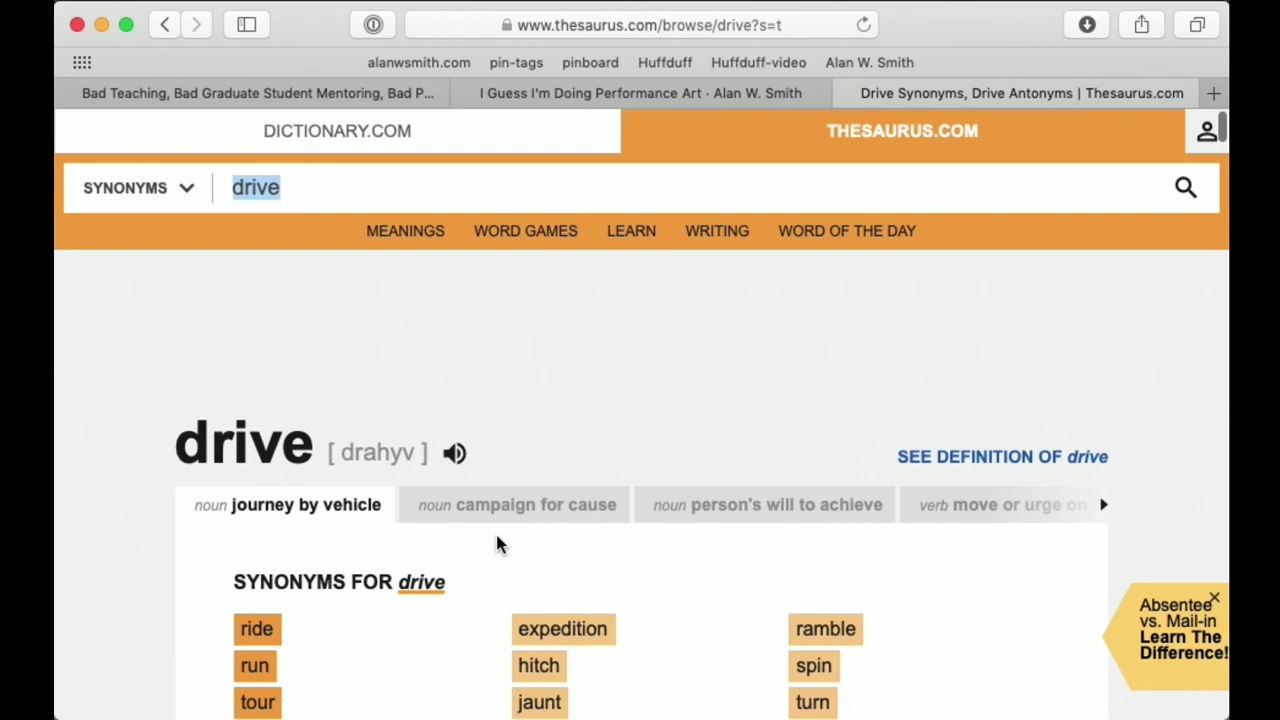 www.thesaurus.com/browse/drive?s=t
alanwsmith.com pin-tags pinboard Huffduff Huffduff-video Alan W. Smith
Bad Teaching, Bad Graduate Student Mentoring, Bad P... I Guess I'm Doing Performance Art · Alan W. Smith Drive Synonyms, Drive Antonyms | Thesaurus.com
DICTIONARY.COM THESAURUS.COM
SYNONYMS drive
MEANINGS WORD GAMES LEARN WRITING WORD OF THE DAY
drive [ drahyv ] SEE DEFINITION OF drive
noun journey by vehicle noun campaign for cause noun person's will to achieve verb move or urge on
SYNONYMS FOR drive
ride expedition ramble
run hitch spin
tour jaunt turn
Absentee
vs. Mail-in
Learn The
Difference!